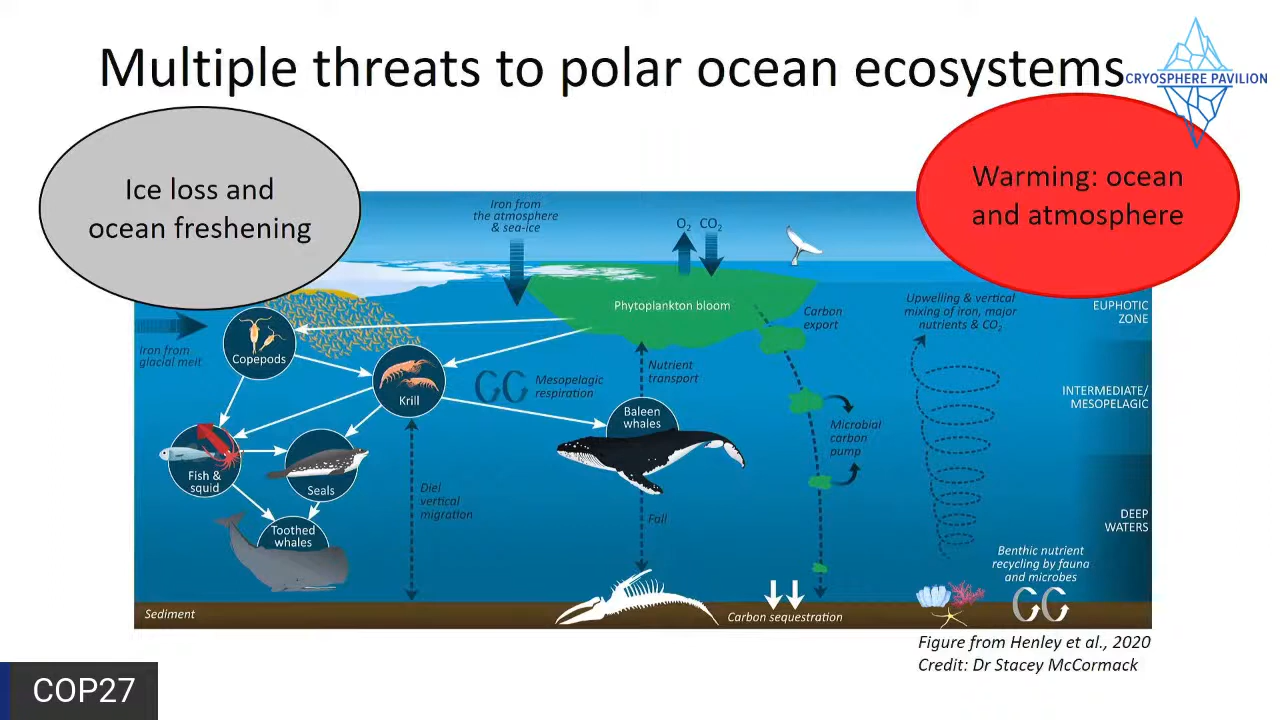 Multiple threats to polar ocean ecosystems
CRYOSPHERE PAVILION
Ice loss and
ocean freshening
Warming: ocean
and atmosphere
Iron from
the atmosphere
& sea-ice
O₂ CO₂
Phytoplankton bloom
Carbon
export
Upwelling & vertical
mixing of iron, major
nutrients & CO₂
EUPHOTIC
ZONE
Iron from
glacial melt
Copepods
Krill
Mesopelagic
respiration
Nutrient
transport
INTERMEDIATE/
MESOPELAGIC
Baleen
whales
Microbial
carbon
pump
Fish &
squid
Seals
Diel
vertical
migration
Fall
DEEP
WATERS
Toothed
whales
Benthic nutrient
recycling by fauna
and microbes
Sediment
Carbon sequestration
Figure from Henley et al., 2020
Credit: Dr Stacey McCormack
COP27